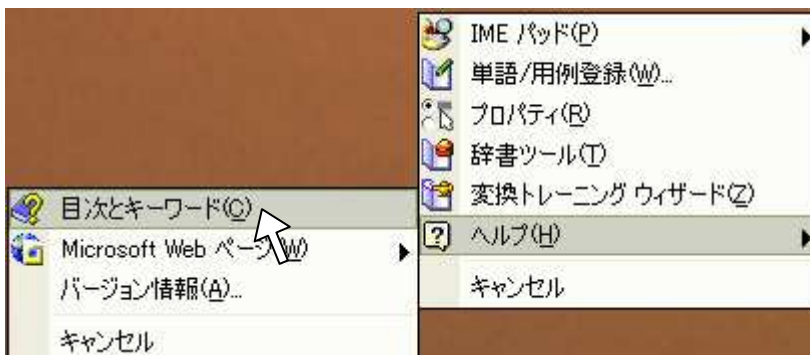 IME パッド(P)
単語/用例登録(W)...
プロパティ(R)
辞書ツール(T)
変換トレーニング ウィザード(Z)
ヘルプ(H)
キャンセル
目次とキーワード(C)
Microsoft Web ページ(W)
バージョン情報(A)...
キャンセル